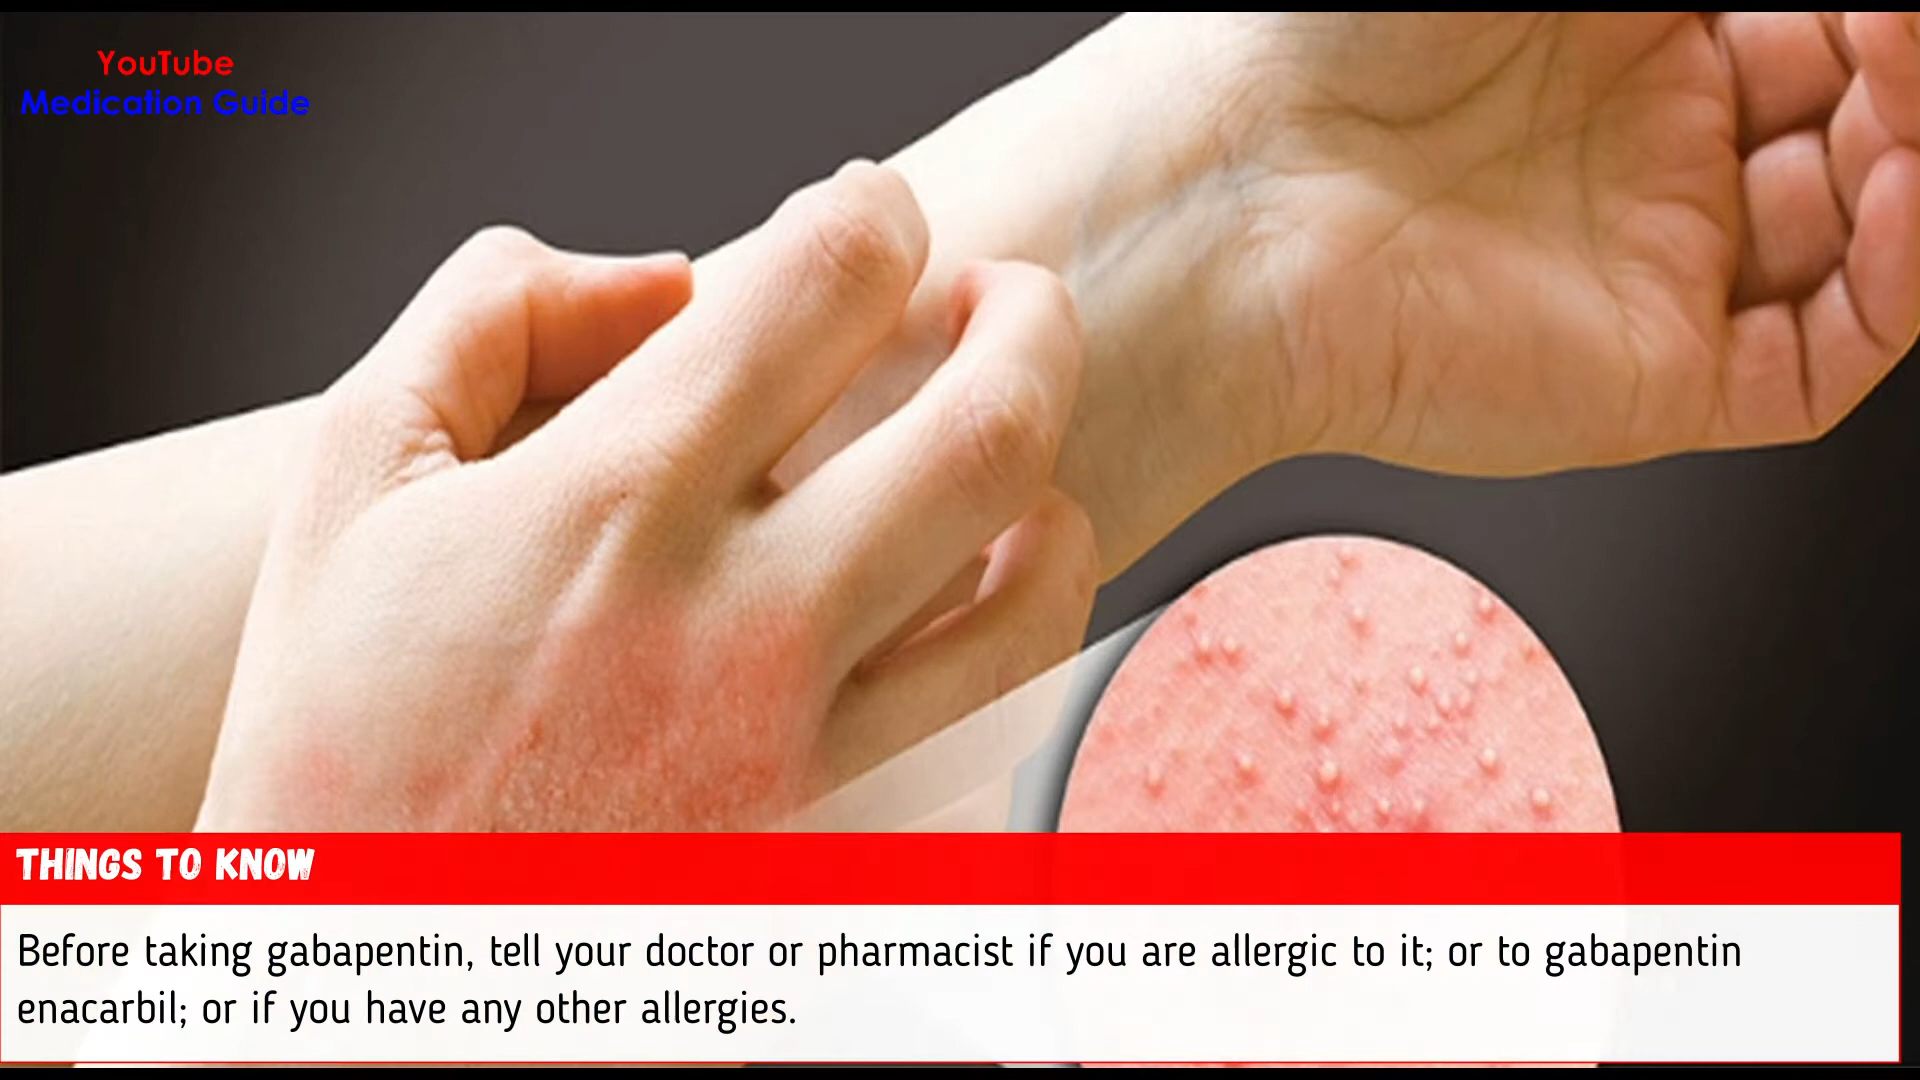 YouTube
Medication Guide
THINGS TO KNOW
Before taking gabapentin, tell your doctor or pharmacist if you are allergic to it; or to gabapentin
enacarbil; or if you have any other allergies.